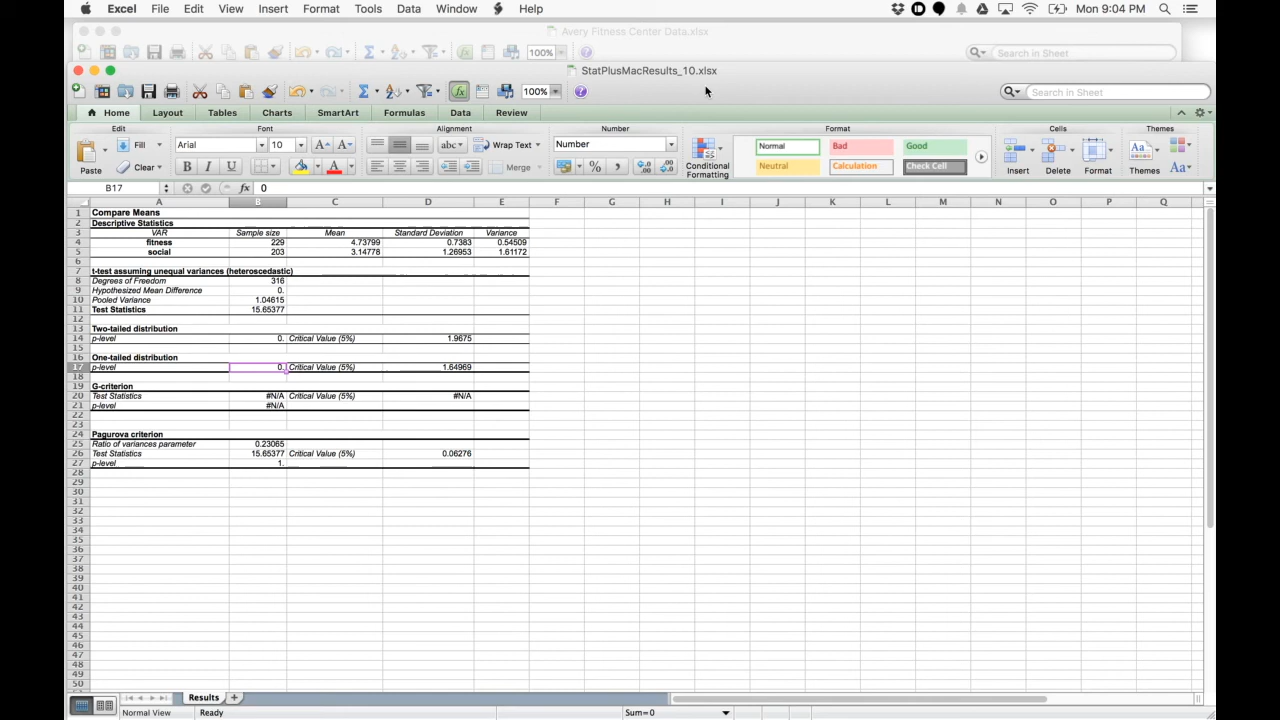 Excel File Edit View Insert Format Tools Data Window Help Mon 9:04 PM
Avery Fitness Center Data.xlsx
100% Search in Sheet
StatPlusMacResults_10.xlsx
100% Search in Sheet
Home Layout Tables Charts SmartArt Formulas Data Review
Edit Font Alignment Number Format Cells Themes
Fill Arial 10 abc Wrap Text Number Normal Bad Good
Paste Clear B I U A Merge % Conditional Formatting Neutral Calculation Check Cell Insert Delete Format Themes Aa
B17 fx 0
A B C D E F G H I J K L M N O P Q
1 Compare Means
2 Descriptive Statistics
3 VAR Sample size Mean Standard Deviation Variance
4 fitness 229 4.73799 0.7383 0.54509
5 social 203 3.14778 1.26953 1.61172
6
7 t-test assuming unequal variances (heteroscedastic)
8 Degrees of Freedom 316
9 Hypothesized Mean Difference 0.
10 Pooled Variance 1.04615
11 Test Statistics 15.65377
12
13 Two-tailed distribution
14 p-level 0. Critical Value (5%) 1.9675
15
16 One-tailed distribution
17 p-level 0. Critical Value (5%) 1.64969
18
19 G-criterion
20 Test Statistics #N/A Critical Value (5%) #N/A
21 p-level #N/A
22
23
24 Pagurova criterion
25 Ratio of variances parameter 0.23065
26 Test Statistics 15.65377 Critical Value (5%) 0.06276
27 p-level 1.
28
29
30
31
32
33
34
35
36
37
38
39
40
41
42
43
44
45
46
47
48
49
50
Results
Normal View Ready Sum=0